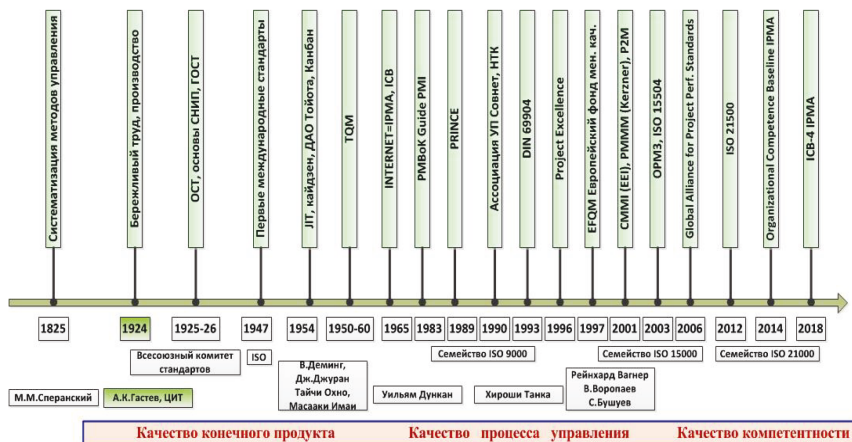 Систематизация методов управления
Бережливый труд, производство
ОСТ, основы СНИП, ГОСТ
Первые международные стандарты
JIT, кайдзен, ДАО Тойота, Канбан
TQM
INTERNET=IPMA, ICB
PMBoK Guide PMI
PRINCE
Ассоциация УП Совнет, НТК
DIN 69904
Project Excellence
EFQM Европейский фонд мен. кач.
CMMI (EEI), PMMM (Kerzner), P2M
OPM3, ISO 15504
Global Alliance for Project Perf. Standards
ISO 21500
Organizational Competence Baseline IPMA
ICB-4 IPMA
1825
1924
1925-26
1947
1954
1950-60
1965
1983
1989
1990
1993
1996
1997
2001
2003
2006
2012
2014
2018
Всесоюзный комитет
стандартов
ISO
Семейство ISO 9000
Семейство ISO 15000
Семейство ISO 21000
М.М.Сперанский
А.К.Гастев, ЦИТ
В.Деминг,
Дж.Джуран
Тайчи Охно,
Масааки Имаи
Уильям Дункан
Хироши Танка
Рейнхард Вагнер
В.Воропаев
С.Бушуев
Качество конечного продукта
Качество процесса управления
Качество компетентности